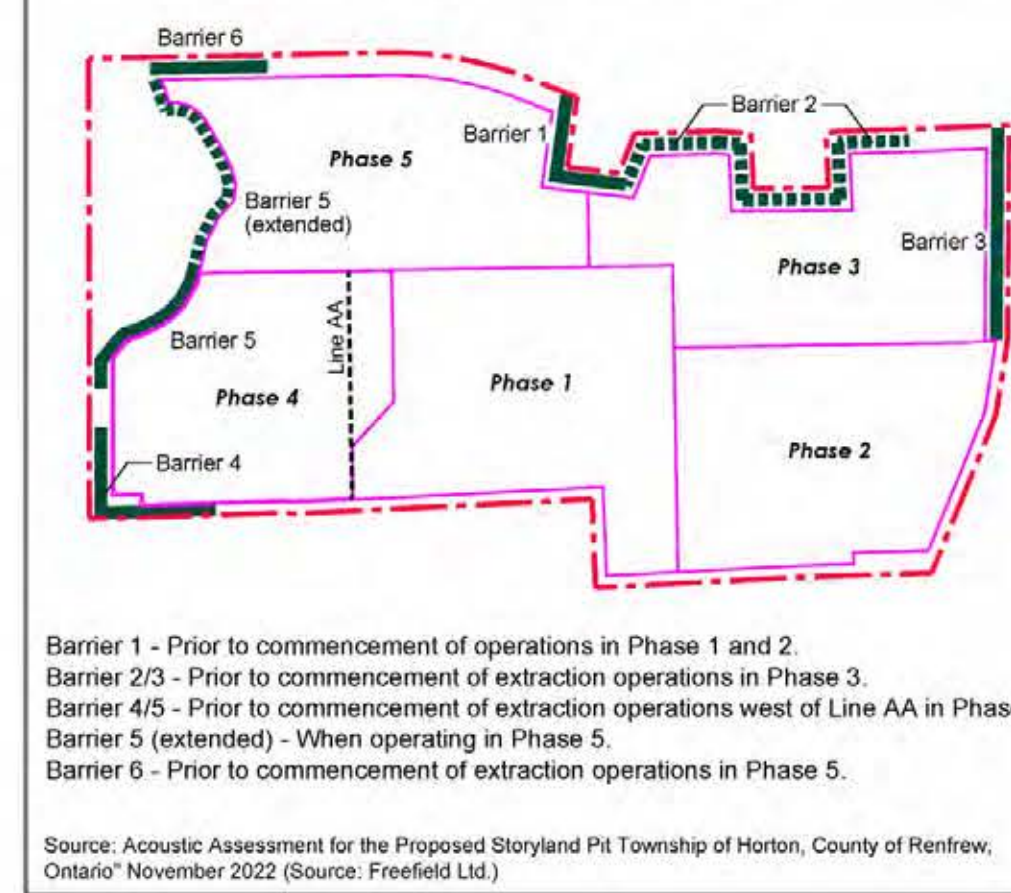 Barrier 6
Barrier 2
Barrier 1
Phase 5
Barrier 5
(extended)
Barrier 3
Phase 3
Line AA
Barrier 5
Phase 1
Phase 4
Phase 2
Barrier 4
Barrier 1 - Prior to commencement of operations in Phase 1 and 2.
Barrier 2/3 - Prior to commencement of extraction operations in Phase 3.
Barrier 4/5 - Prior to commencement of extraction operations west of Line AA in Phas
Barrier 5 (extended) - When operating in Phase 5.
Barrier 6 - Prior to commencement of extraction operations in Phase 5.
Source: Acoustic Assessment for the Proposed Storyland Pit Township of Horton, County of Renfrew,
Ontario" November 2022 (Source: Freefield Ltd.)